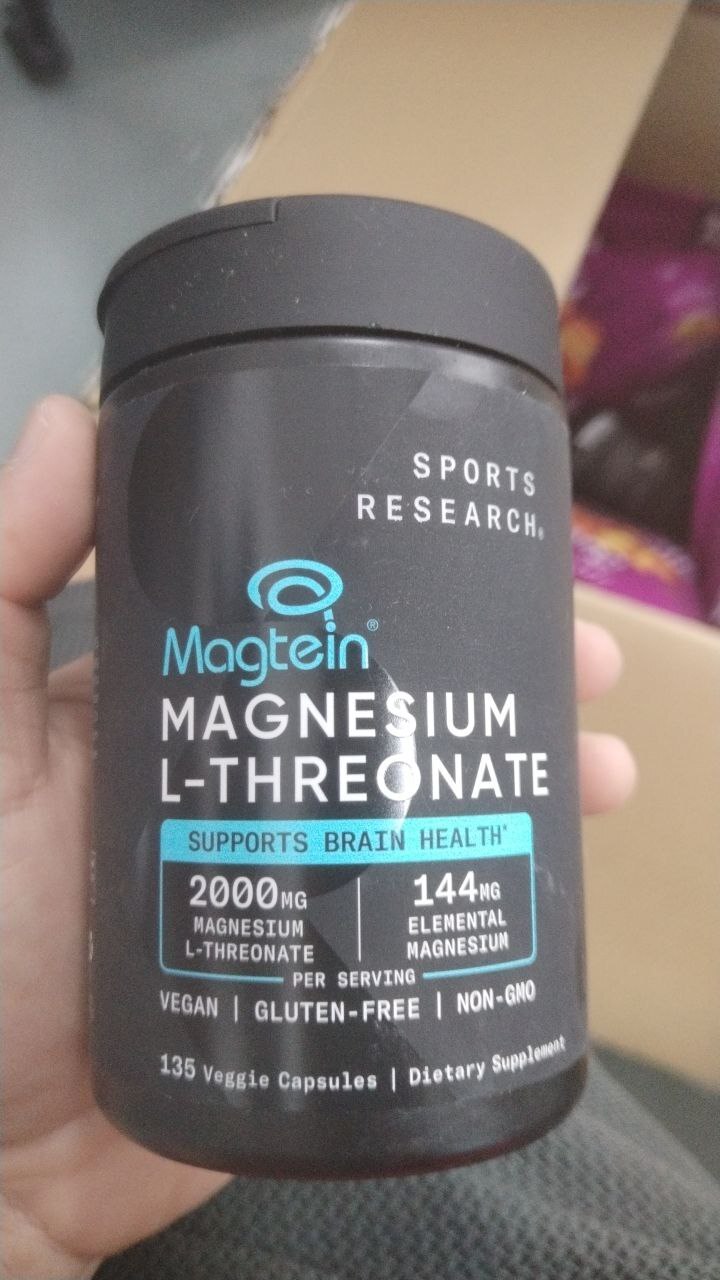 SPORTS
RESEARCH®
Magtein®
MAGNESIUM
L-THREONATE
SUPPORTS BRAIN HEALTH*
2000MG
MAGNESIUM
L-THREONATE
144MG
ELEMENTAL
MAGNESIUM
PER SERVING
VEGAN | GLUTEN-FREE | NON-GMO
135 Veggie Capsules | Dietary Supplement